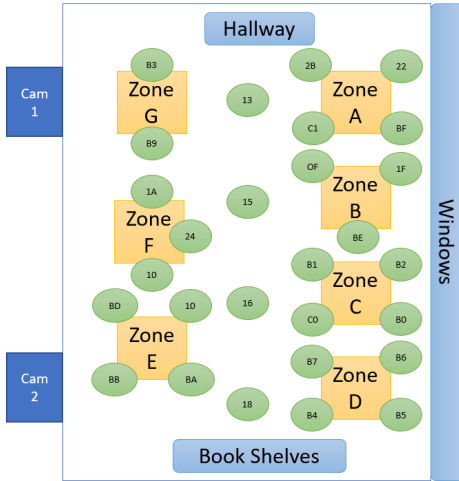 Hallway
Cam
1
B3
Zone
G
B9
13
2B
22
Zone
A
C1
BF
1A
Zone
F
24
10
15
OF
1F
Zone
B
BE
Windows
BD
10
Zone
E
BB
BA
16
B1
B2
Zone
C
C0
B0
Cam
2
18
B7
B6
Zone
D
B4
B5
Book Shelves